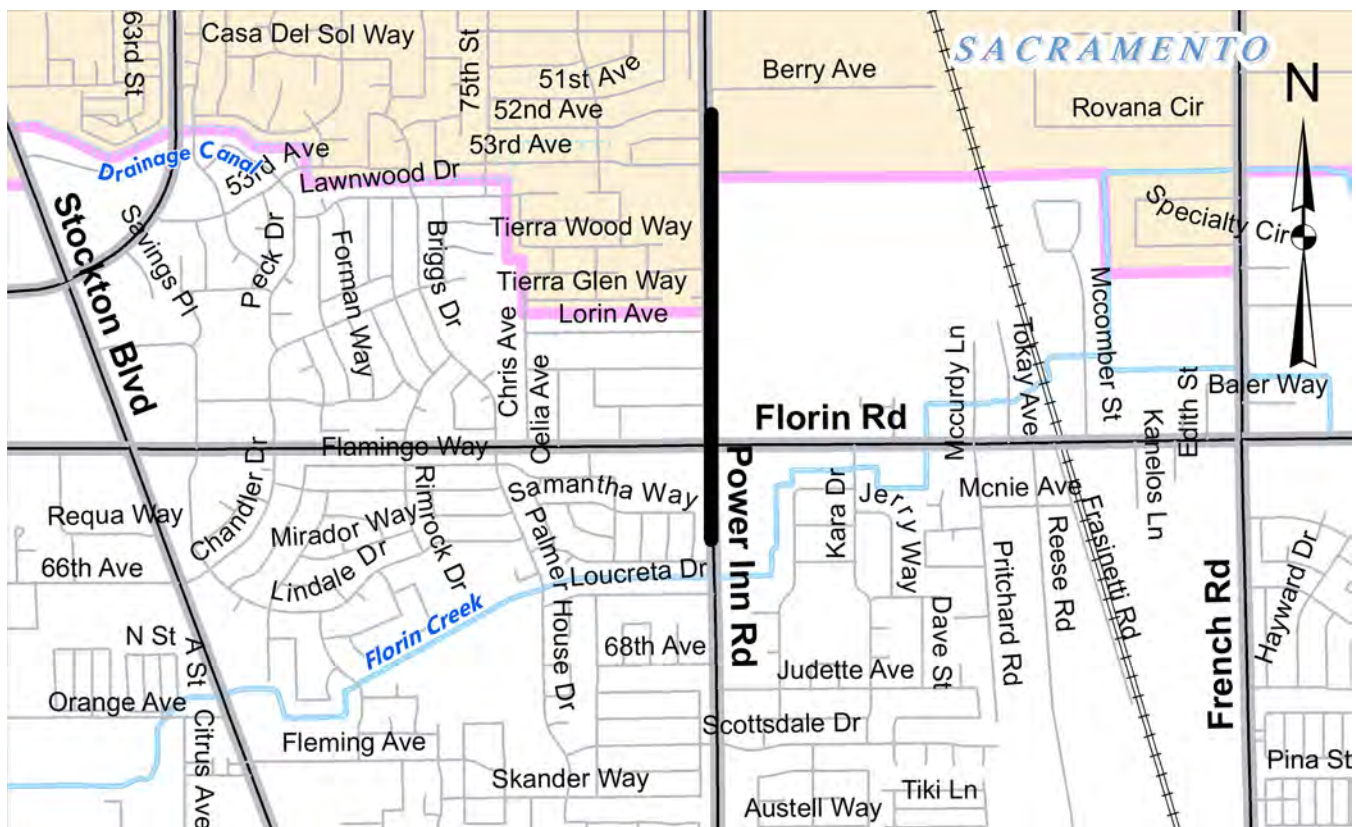 63rd St
Casa Del Sol Way
75th St
51st Ave
52nd Ave
53rd Ave
Berry Ave
SACRAMENTO
N
Rovana Cir
Drainage Canal
53rd Ave
Lawnwood Dr
Stockton Blvd
Savings Pl
Peck Dr
Forman Way
Briggs Dr
Tierra Wood Way
Tierra Glen Way
Lorin Ave
Chris Ave
Celia Ave
Specialty Cir
Mccomber St
Tokay Ave
Mccurdy Ln
Edith St
Kanelos Ln
Baier Way
Florin Rd
Flamingo Way
Chandler Dr
Requa Way
66th Ave
Mirador Way
Lindale Dr
Rimrock Dr
Samantha Way
S Palmer House Dr
Loucreta Dr
Power Inn Rd
Kara Dr
Jerry Way
Mcnie Ave
Pritchard Rd
Reese Rd
Frasinetti Rd
French Rd
Hayward Dr
Florin Creek
N St
A St
Orange Ave
Citrus Ave
Fleming Ave
68th Ave
Judette Ave
Dave St
Scottsdale Dr
Skander Way
Austell Way
Tiki Ln
Pina St